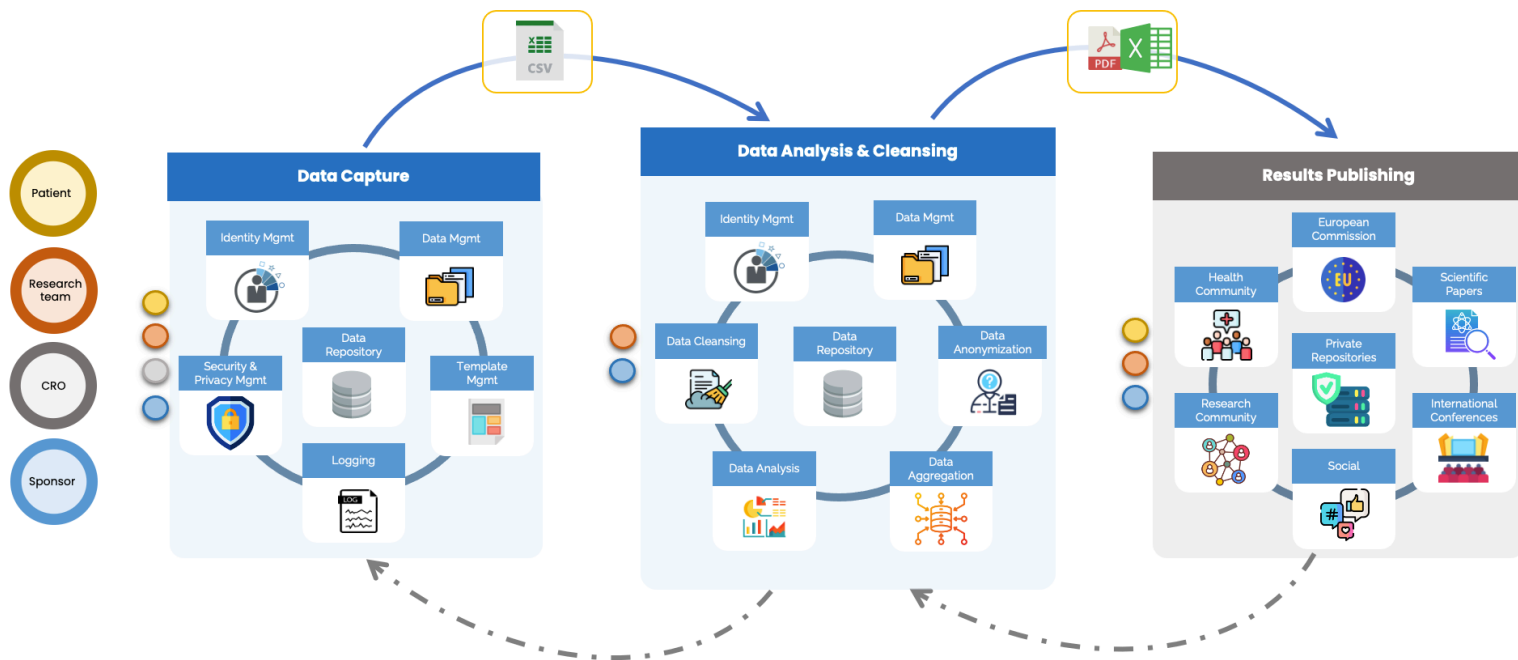 CSV
PDF
X
Patient
Research
team
CRO
Sponsor
Data Capture
Identity Mgmt
Data Mgmt
Data
Repository
Security &
Privacy Mgmt
Template
Mgmt
Logging
LOG
Data Analysis & Cleansing
Identity Mgmt
Data Mgmt
Data Cleansing
Data
Repository
Data
Anonymization
?
Data Analysis
Data
Aggregation
Results Publishing
European
Commission
EU
Health
Community
Scientific
Papers
Private
Repositories
Research
Community
International
Conferences
Social
#